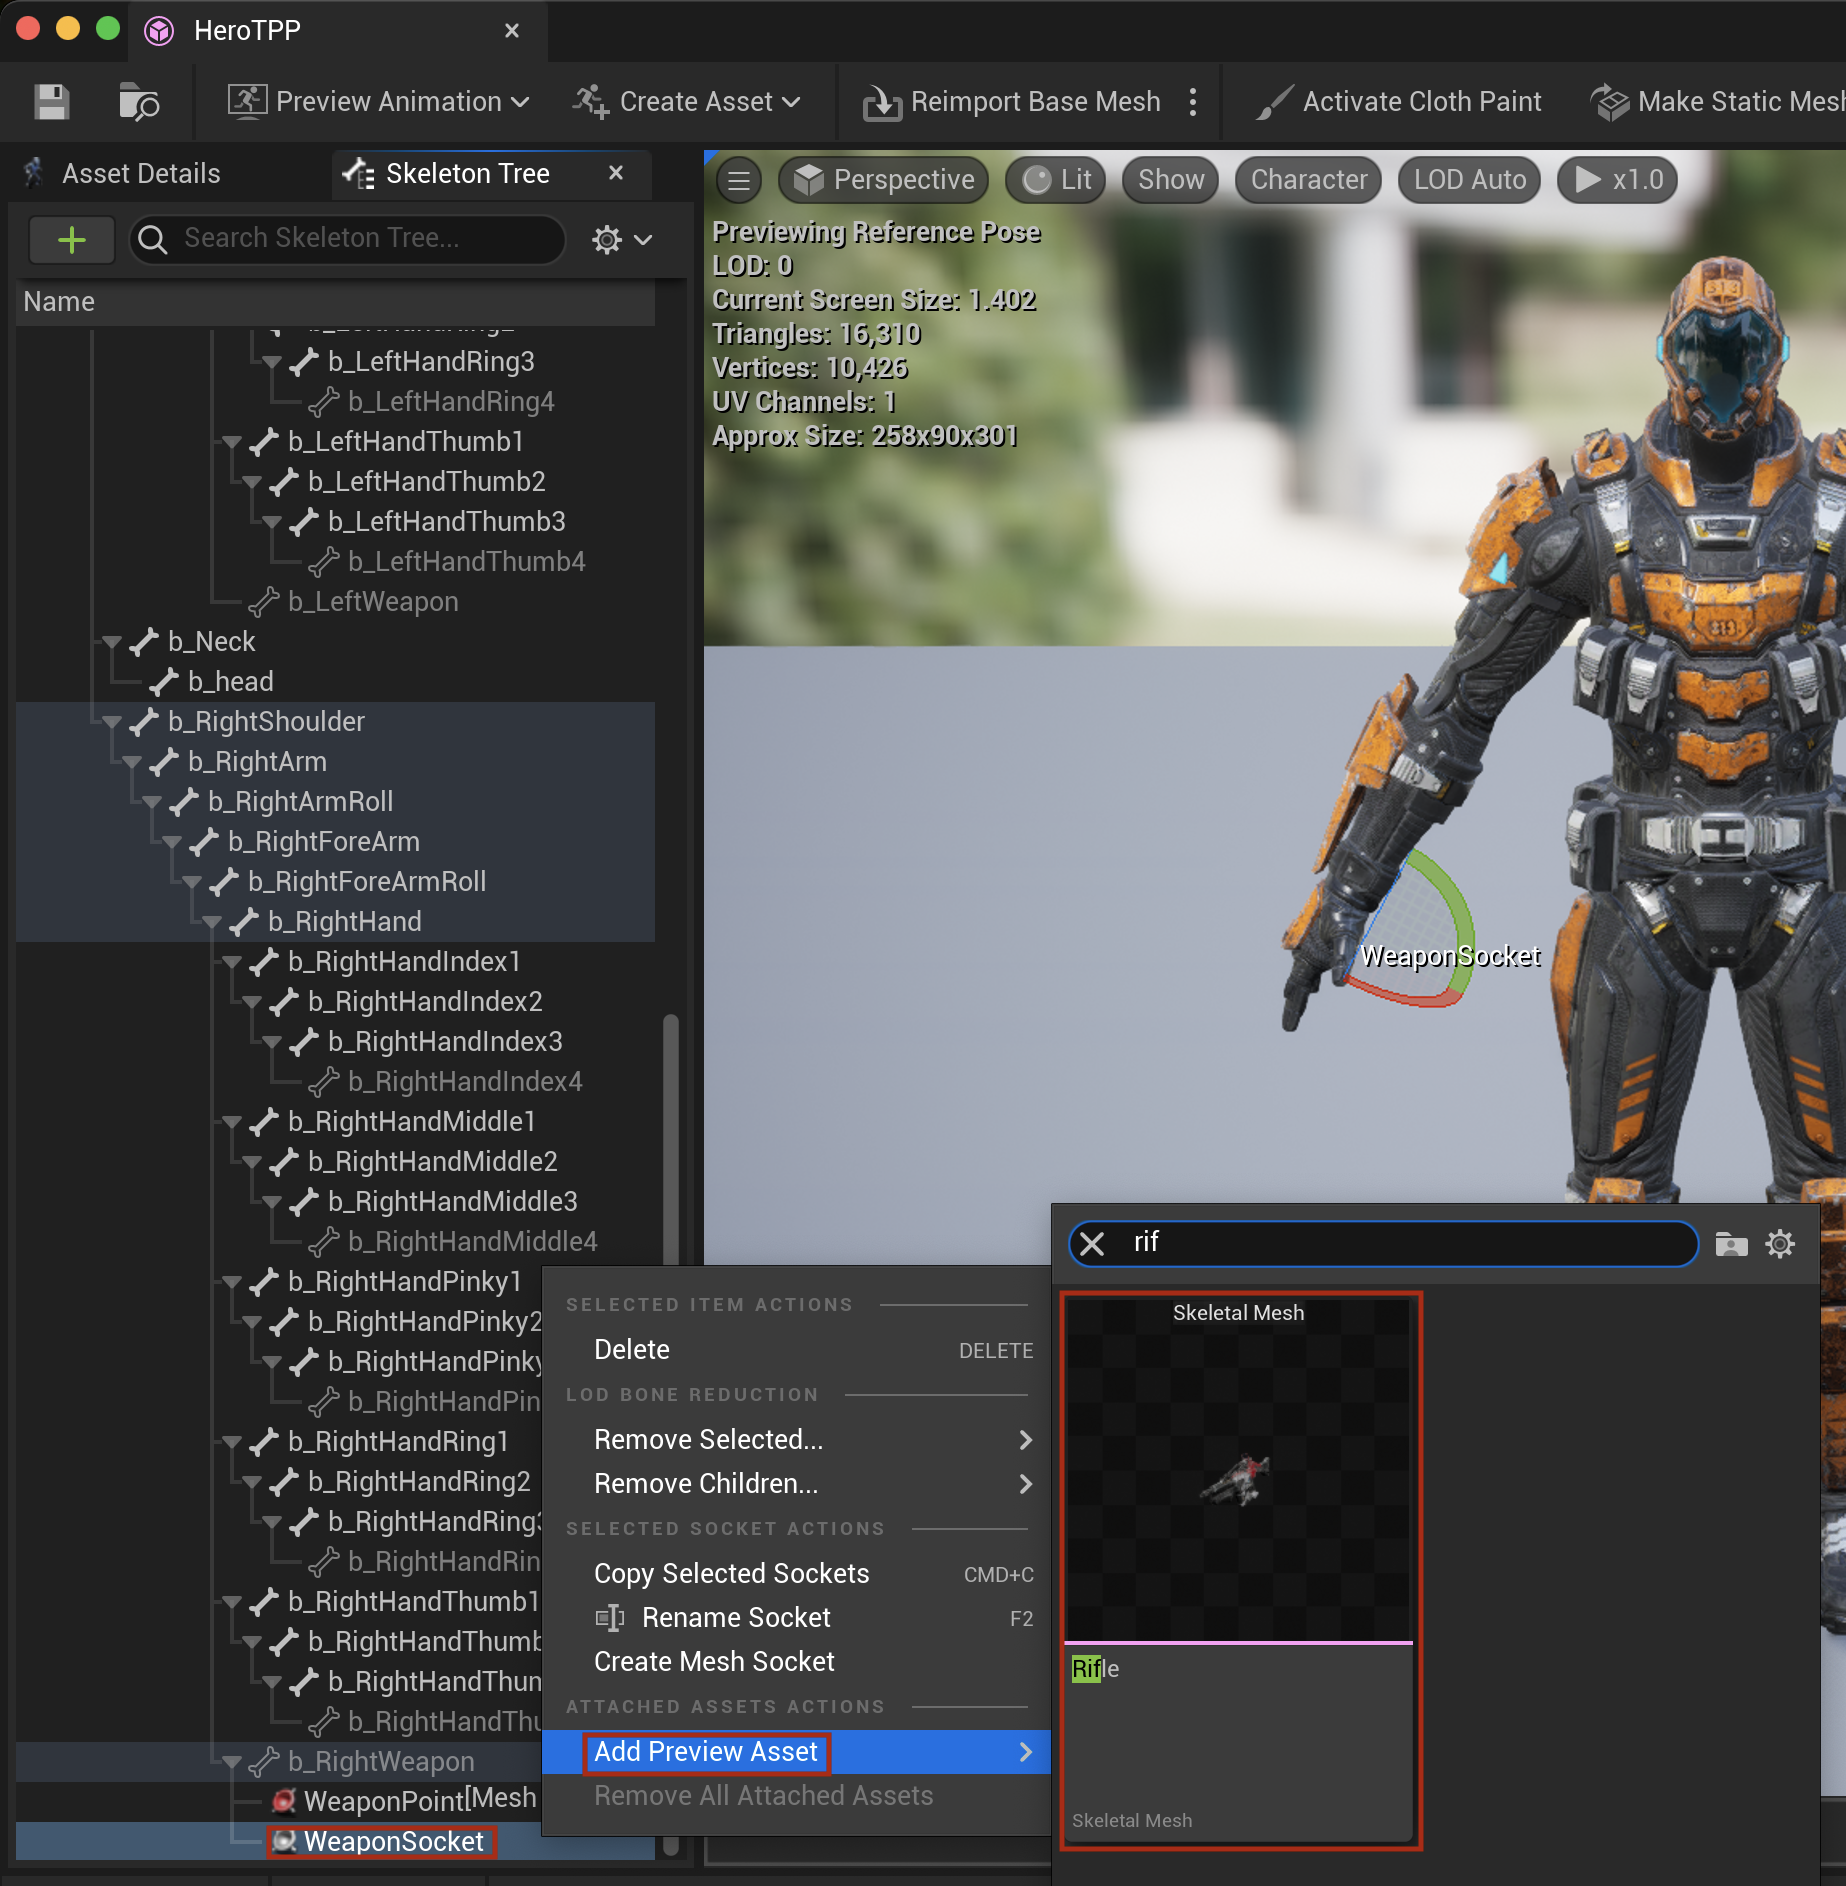 HeroTPP
Preview Animation
Create Asset
Reimport Base Mesh
Activate Cloth Paint
Make Static Mesh
Asset Details
Skeleton Tree
Search Skeleton Tree...
Name
b_LeftHandRing2
b_LeftHandRing3
b_LeftHandRing4
b_LeftHandThumb1
b_LeftHandThumb2
b_LeftHandThumb3
b_LeftHandThumb4
b_LeftWeapon
b_Neck
b_head
b_RightShoulder
b_RightArm
b_RightArmRoll
b_RightForeArm
b_RightForeArmRoll
b_RightHand
b_RightHandIndex1
b_RightHandIndex2
b_RightHandIndex3
b_RightHandIndex4
b_RightHandMiddle1
b_RightHandMiddle2
b_RightHandMiddle3
b_RightHandMiddle4
b_RightHandPinky1
b_RightHandPinky2
b_RightHandPinky
b_RightHandPin
b_RightHandRing1
b_RightHandRing2
b_RightHandRing3
b_RightHandRin
b_RightHandThumb1
b_RightHandThumb
b_RightHandThun
b_RightHandThu
b_RightWeapon
WeaponPoint[Mesh
WeaponSocket
Perspective
Lit
Show
Character
LOD Auto
x1.0
Previewing Reference Pose
LOD: 0
Current Screen Size: 1.402
Triangles: 16,310
Vertices: 10,426
UV Channels: 1
Approx Size: 258x90x301
WeaponSocket
SELECTED ITEM ACTIONS
Delete DELETE
LOD BONE REDUCTION
Remove Selected...
Remove Children...
SELECTED SOCKET ACTIONS
Copy Selected Sockets CMD+C
Rename Socket F2
Create Mesh Socket
ATTACHED ASSETS ACTIONS
Add Preview Asset
Remove All Attached Assets
rif
Skeletal Mesh
Rifle
Skeletal Mesh